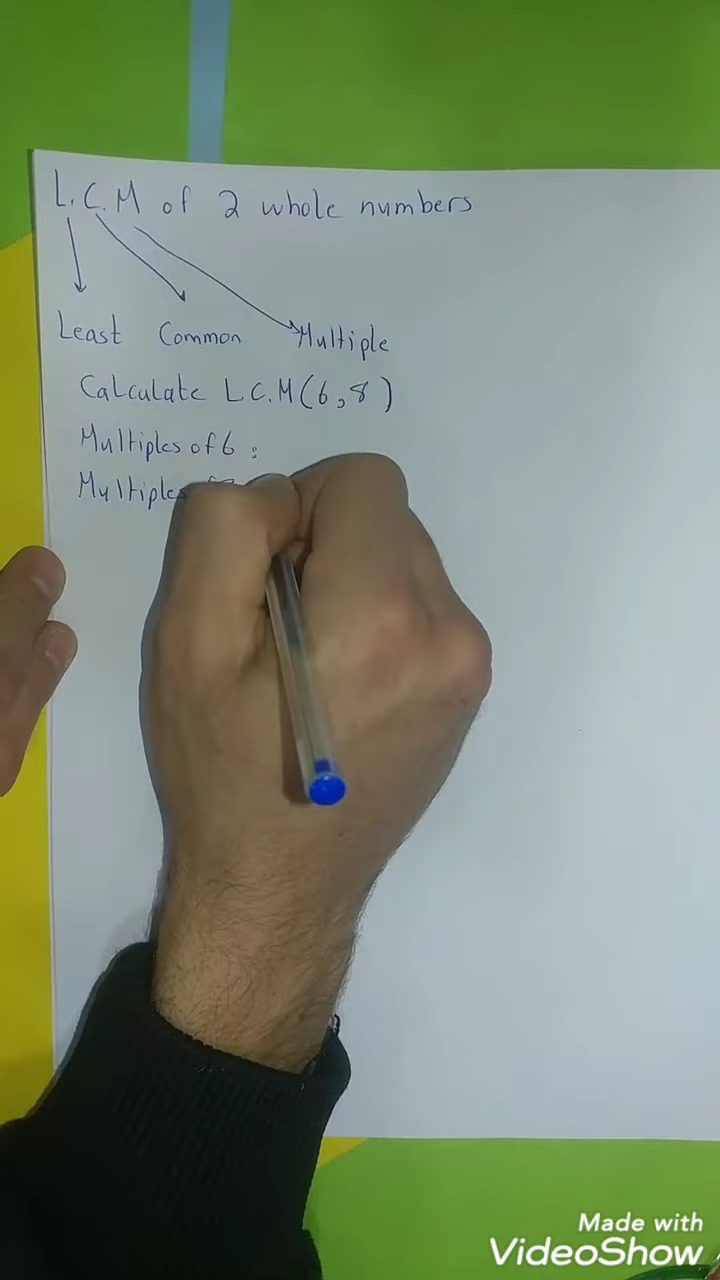 L.C.M of 2 whole numbers
Least Common Multiple
Calculate L.C.M(6,8)
Multiples of 6 :
Multiples
Made with
VideoShow